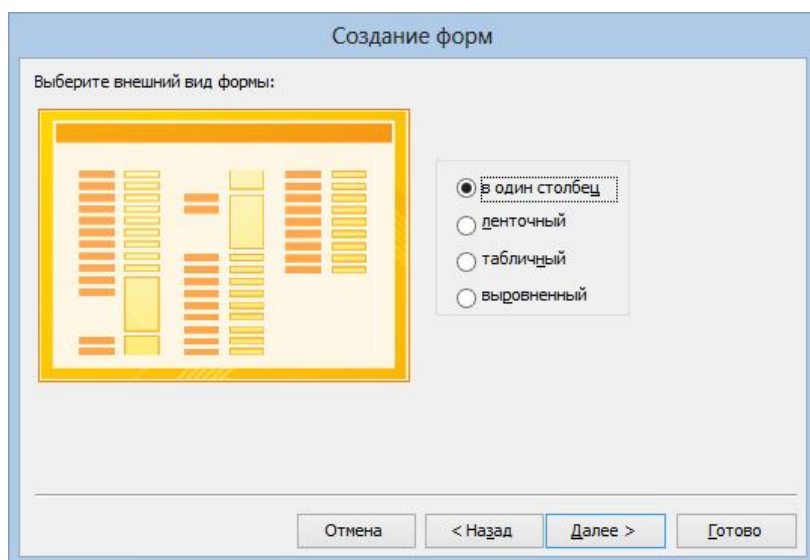 Создание форм
Выберите внешний вид формы:
в один столбец
ленточный
табличный
выровненный
Отмена
< Назад
Далее >
Готово